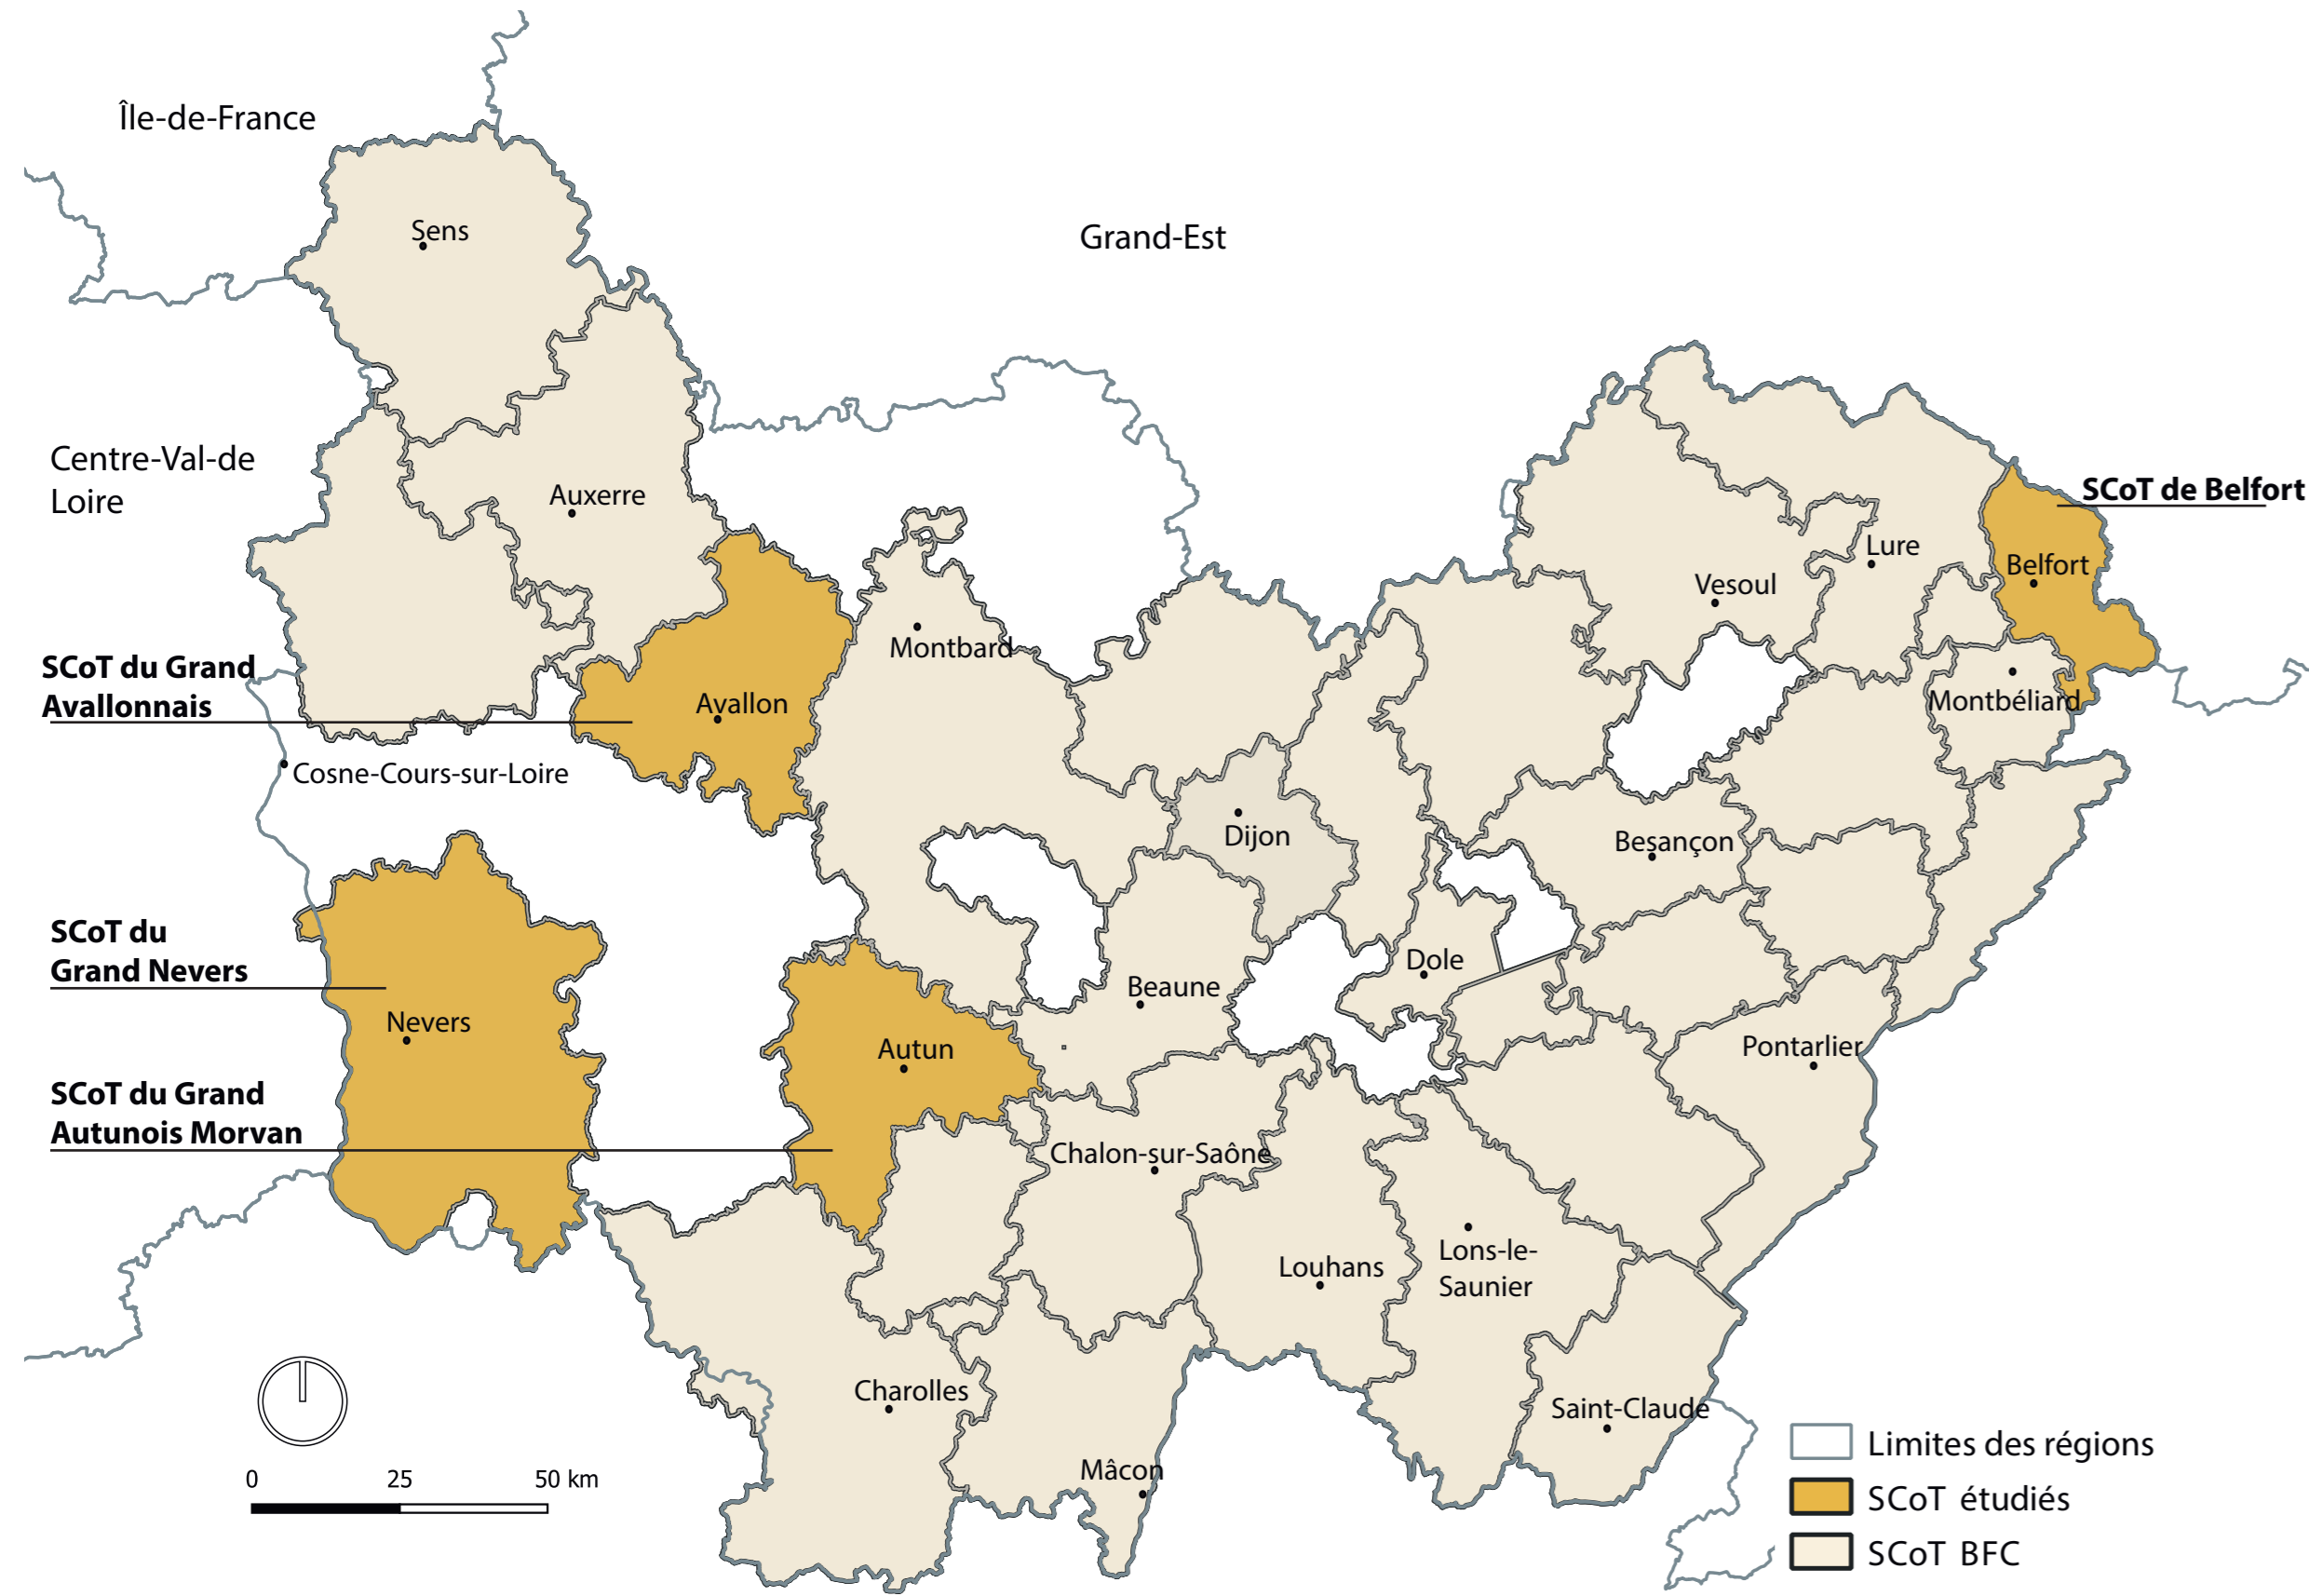 Île-de-France
Sens
Grand-Est
Centre-Val-de
Loire
Auxerre
SCoT de Belfort
Lure
Belfort
Vesoul
Montbard
SCoT du Grand
Avallonnais
Avallon
Montbéliard
Cosne-Cours-sur-Loire
Dijon
Besançon
SCoT du
Grand Nevers
Dole
Beaune
Nevers
Autun
Pontarlier
SCoT du Grand
Autunois Morvan
Chalon-sur-Saône
Louhans
Lons-le-
Saunier
Charolles
Saint-Claude
Mâcon
0 25 50 km
Limites des régions
SCoT étudiés
SCoT BFC